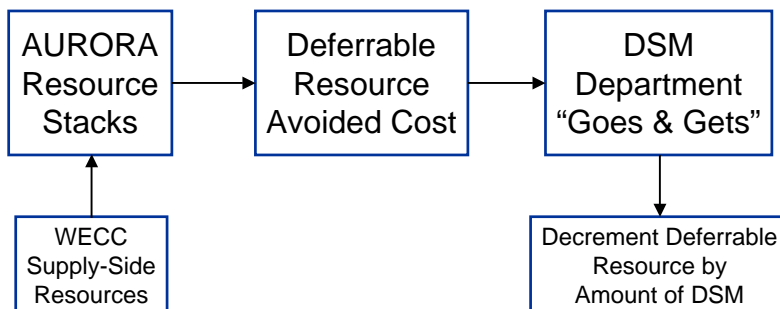 AURORA
Resource
Stacks
Deferrable
Resource
Avoided Cost
DSM
Department
“Goes & Gets”
WECC
Supply-Side
Resources
Decrement Deferrable
Resource by
Amount of DSM